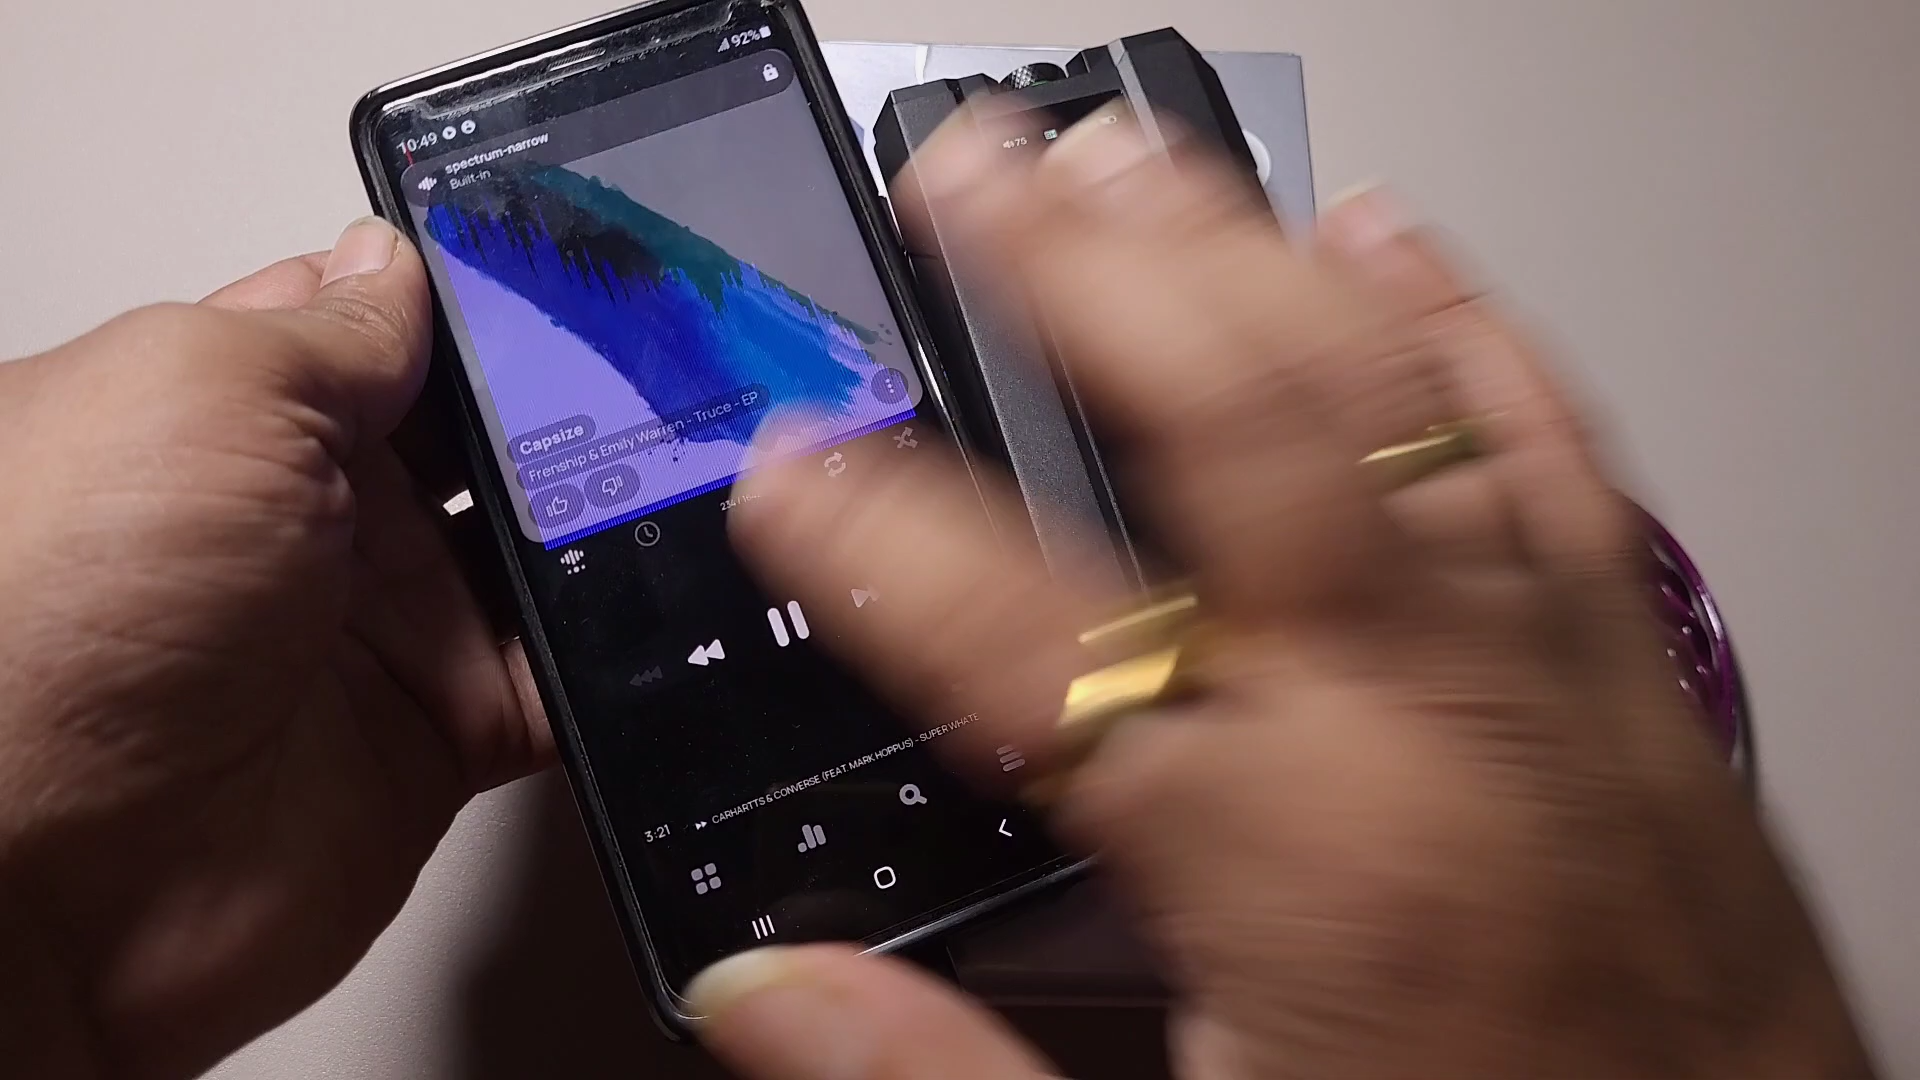 10:49
92%
spectrum-narrow
Built-in
75
Capsize
Frenship & Emily Warren - Truce - EP
3:21
CARHARTTS & CONVERSE (FEAT. MARK HOPPUS) - SUPER WHATE